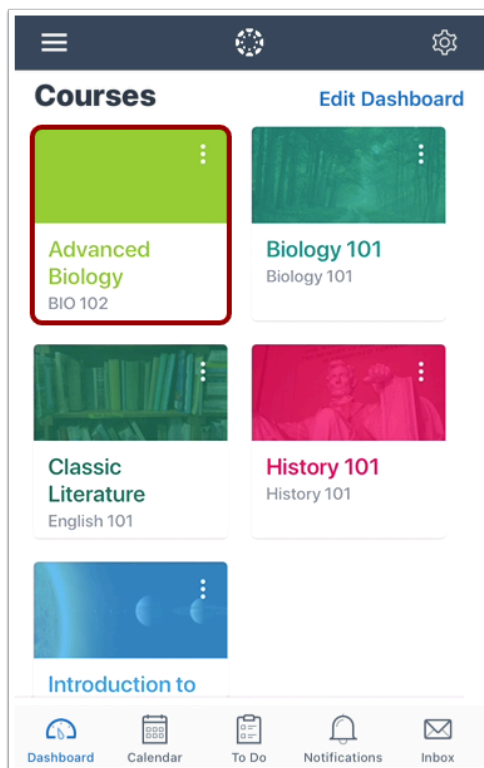 Courses
Edit Dashboard
Advanced
Biology
BIO 102
Biology 101
Biology 101
Classic
Literature
English 101
History 101
History 101
Introduction to
Dashboard
Calendar
To Do
Notifications
Inbox